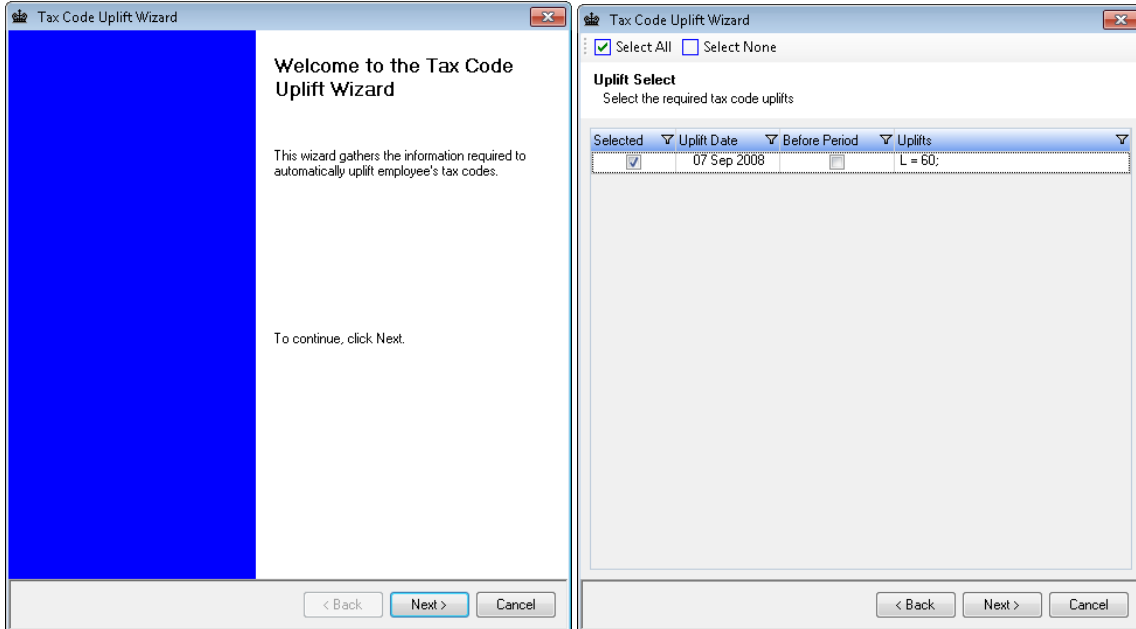 Tax Code Uplift Wizard
Welcome to the Tax Code
Uplift Wizard
This wizard gathers the information required to
automatically uplift employee's tax codes.
To continue, click Next.
< Back Next > Cancel
Tax Code Uplift Wizard
Select All Select None
Uplift Select
Select the required tax code uplifts
Selected Uplift Date Before Period Uplifts
07 Sep 2008 L = 60;
< Back Next > Cancel